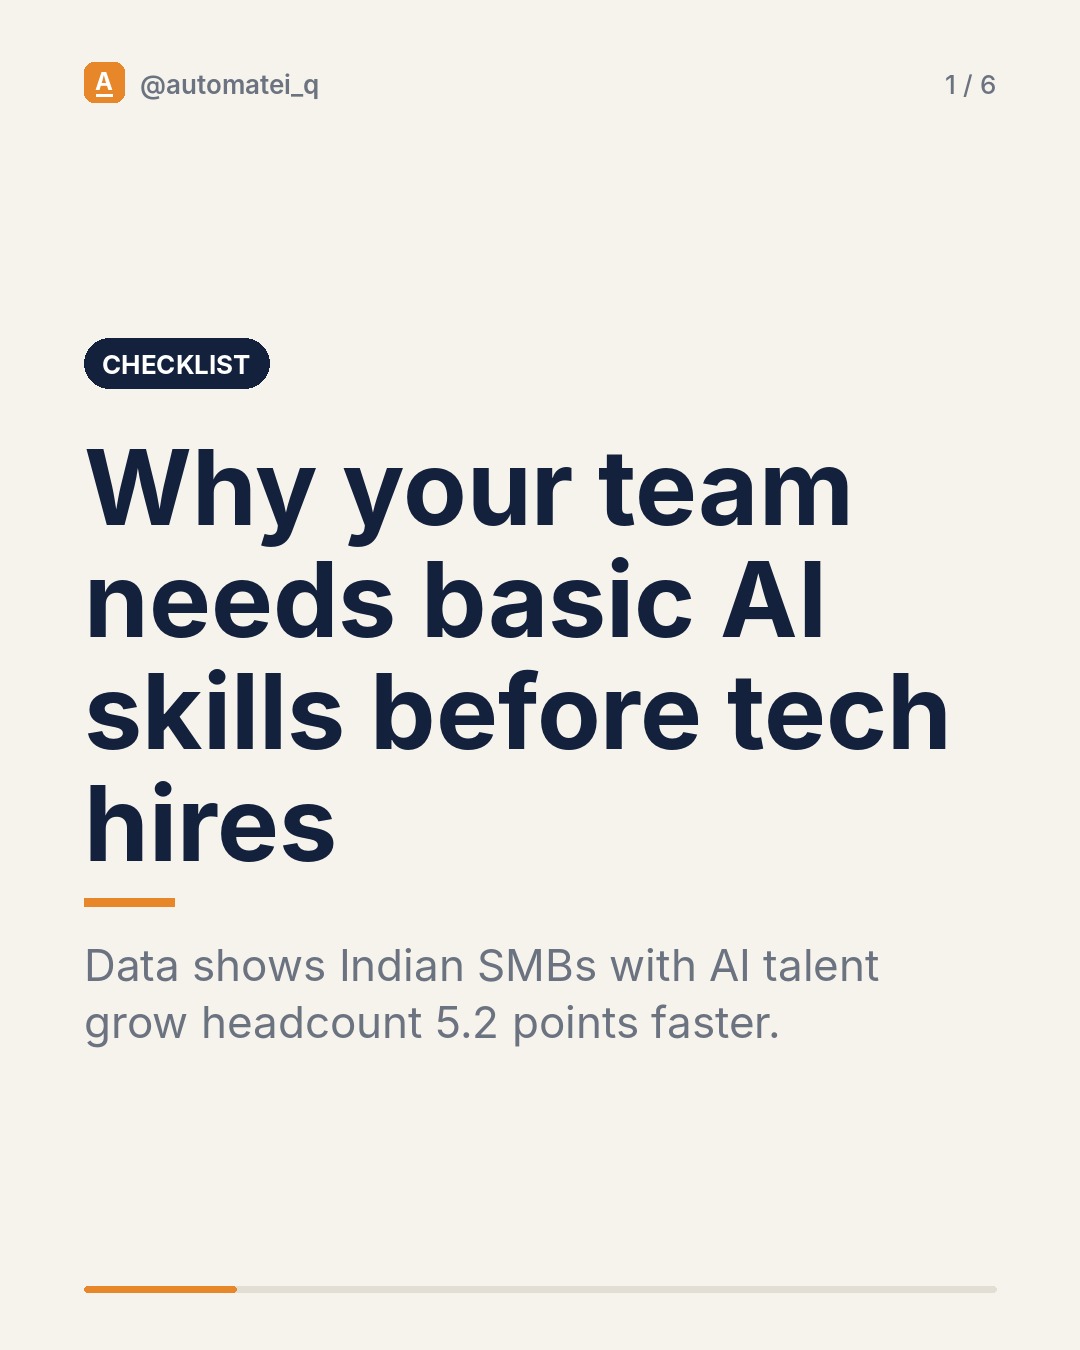 A @automatei_q
1 / 6
CHECKLIST
Why your team
needs basic AI
skills before tech
hires
Data shows Indian SMBs with AI talent
grow headcount 5.2 points faster.